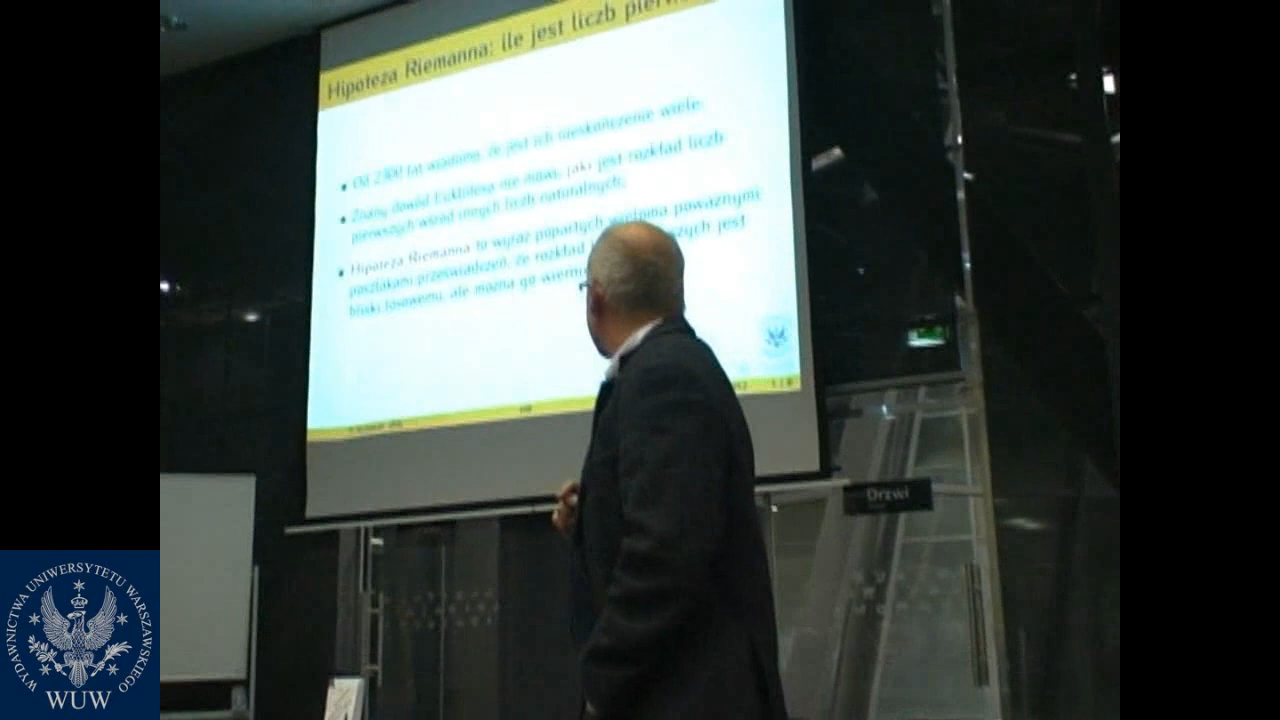 Hipoteza Riemanna: ile jest liczb
Od 2300 lat wiadomo, że jest ich nieskończenie wiele.
Znany dowód Euklidesa nie mówi, jaki jest rozkład liczb
pierwszych wśród innych liczb naturalnych;
Hipoteza Riemanna to wyraz popartych poważnymi
poszlakami przeświadczeń, że rozkład jest
bliski losowemu, ale można go
Drzwi
WYDAWNICTWA UNIWERSYTETU WARSZAWSKIEGO
WUW